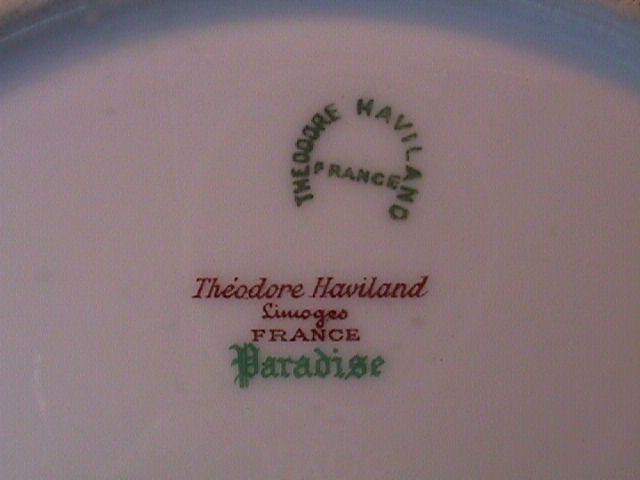 THEODORE HAVILAND
FRANCE
Théodore Haviland
Limoges
FRANCE
Paradise